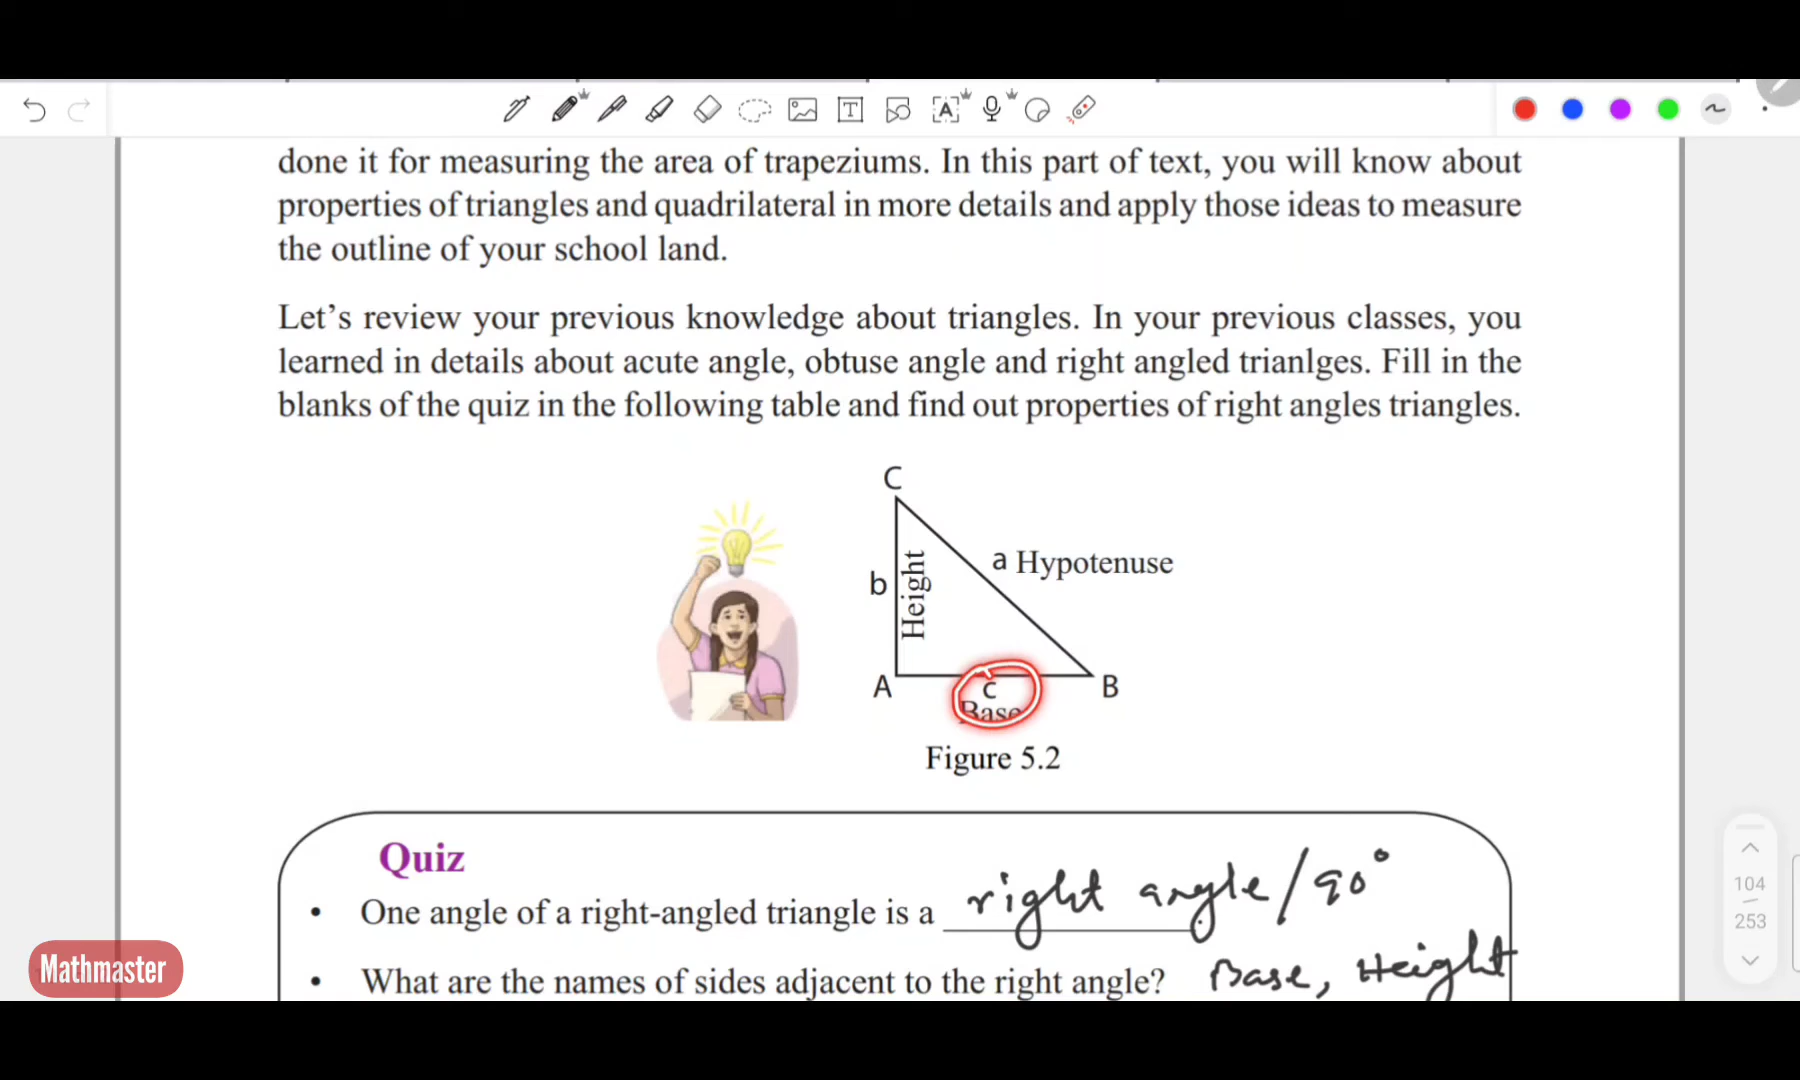 done it for measuring the area of trapeziums. In this part of text, you will know about
properties of triangles and quadrilateral in more details and apply those ideas to measure
the outline of your school land.
Let’s review your previous knowledge about triangles. In your previous classes, you
learned in details about acute angle, obtuse angle and right angled trianlges. Fill in the
blanks of the quiz in the following table and find out properties of right angles triangles.
C
b
Height
a Hypotenuse
A
c
B
Base
Figure 5.2
Quiz
• One angle of a right-angled triangle is a right angle/90°
• What are the names of sides adjacent to the right angle? Base, Height
104
253
Mathmaster